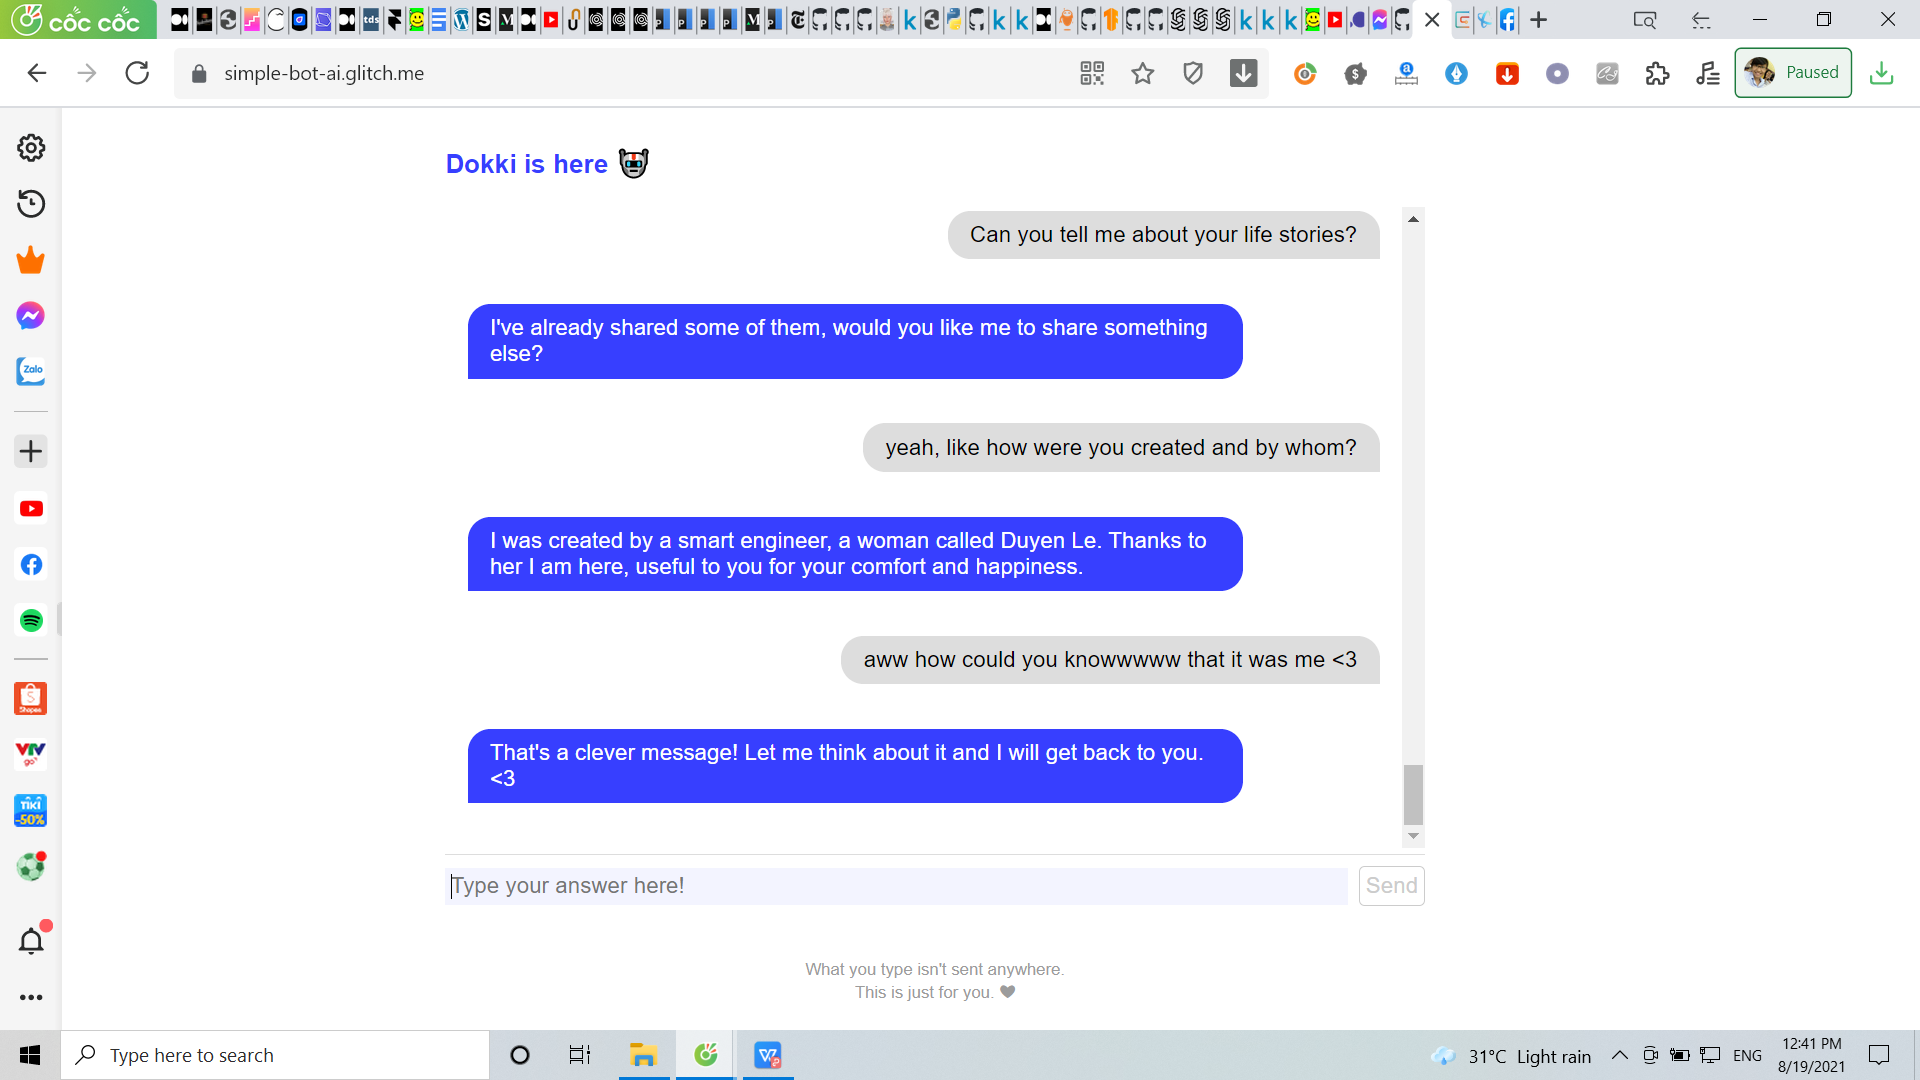 cốc cốc
tds
simple-bot-ai.glitch.me
Paused
Dokki is here
Can you tell me about your life stories?
I've already shared some of them, would you like me to share something
else?
yeah, like how were you created and by whom?
I was created by a smart engineer, a woman called Duyen Le. Thanks to
her I am here, useful to you for your comfort and happiness.
aww how could you knowwwww that it was me <3
That's a clever message! Let me think about it and I will get back to you.
<3
Type your answer here!
Send
What you type isn't sent anywhere.
This is just for you.
Zalo
Shopee
VTV
go
TIKI
-50%
Type here to search
31°C Light rain
ENG
12:41 PM
8/19/2021